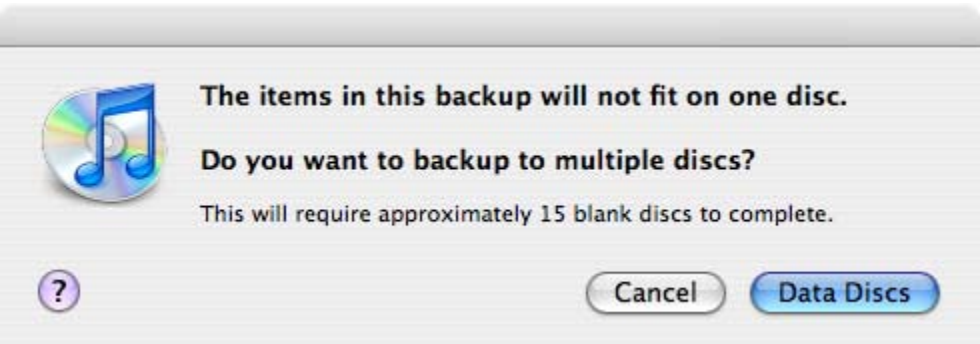 The items in this backup will not fit on one disc.
Do you want to backup to multiple discs?
This will require approximately 15 blank discs to complete.
?
Cancel
Data Discs